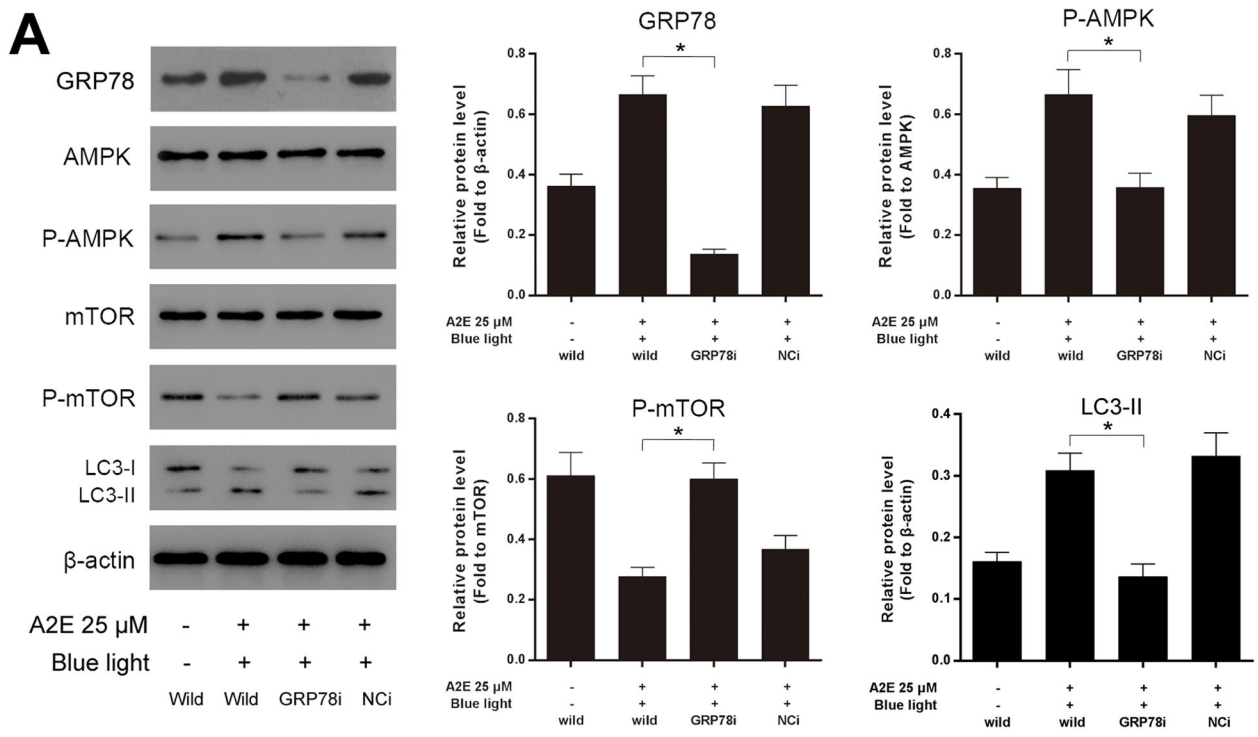 A
GRP78
AMPK
P-AMPK
mTOR
P-mTOR
LC3-I
LC3-II
β-actin
A2E 25 μM - + + +
Blue light - + + +
Wild Wild GRP78i NCi
GRP78
*
Relative protein level
(Fold to β-actin)
0.8
0.6
0.4
0.2
0.0
A2E 25 μM - + + +
Blue light - + + +
wild wild GRP78i NCi
P-AMPK
*
Relative protein level
(Fold to AMPK)
0.8
0.6
0.4
0.2
0.0
A2E 25 μM - + + +
Blue light - + + +
wild wild GRP78i NCi
P-mTOR
*
Relative protein level
(Fold to mTOR)
0.8
0.6
0.4
0.2
0.0
A2E 25 μM - + + +
Blue light - + + +
wild wild GRP78i NCi
LC3-II
*
Relative protein level
(Fold to β-actin)
0.4
0.3
0.2
0.1
0.0
A2E 25 μM - + + +
Blue light - + + +
wild wild GRP78i NCi